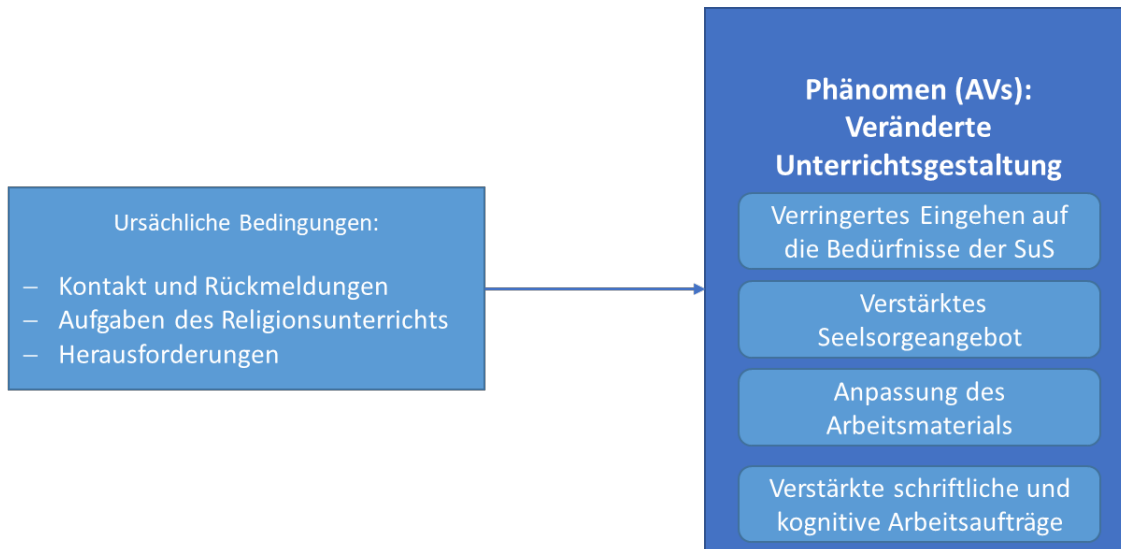 Ursächliche Bedingungen:
– Kontakt und Rückmeldungen
– Aufgaben des Religionsunterrichts
– Herausforderungen
Phänomen (AVs):
Veränderte
Unterrichtsgestaltung
Verringertes Eingehen auf
die Bedürfnisse der SuS
Verstärktes
Seelsorgeangebot
Anpassung des
Arbeitsmaterials
Verstärkte schriftliche und
kognitive Arbeitsaufträge